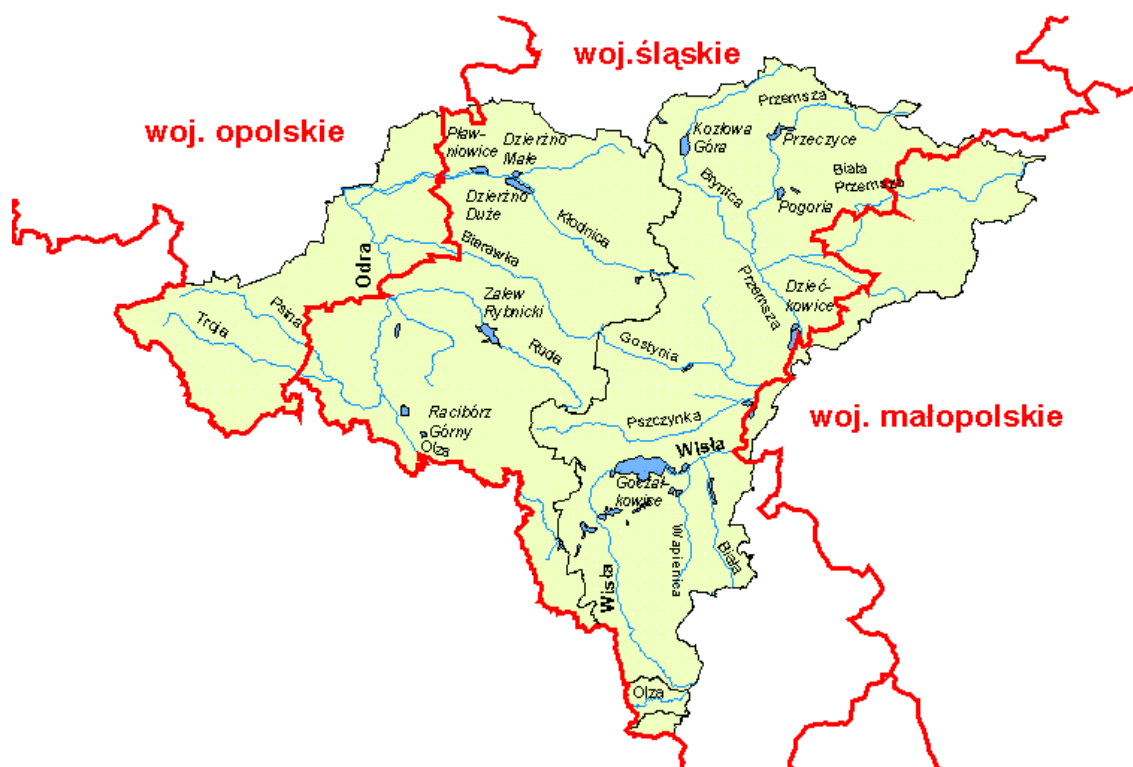 woj.śląskie
woj. opolskie
woj. małopolskie
Pław-
niowice
Dzierżno
Małe
Dzierżno
Duże
Kłodnica
Bierawka
Odra
Psina
Troja
Zalew
Rybnicki
Ruda
Racibórz
Górny
Olza
Kozłowa
Góra
Przemsza
Przeczyce
Biała
Przemsza
Brynica
Pogoria
Przemsza
Dzieć-
kowice
Gostynia
Pszczynka
Wisła
Goczał-
kowice
Wapienica
Biała
Wisła
Olza